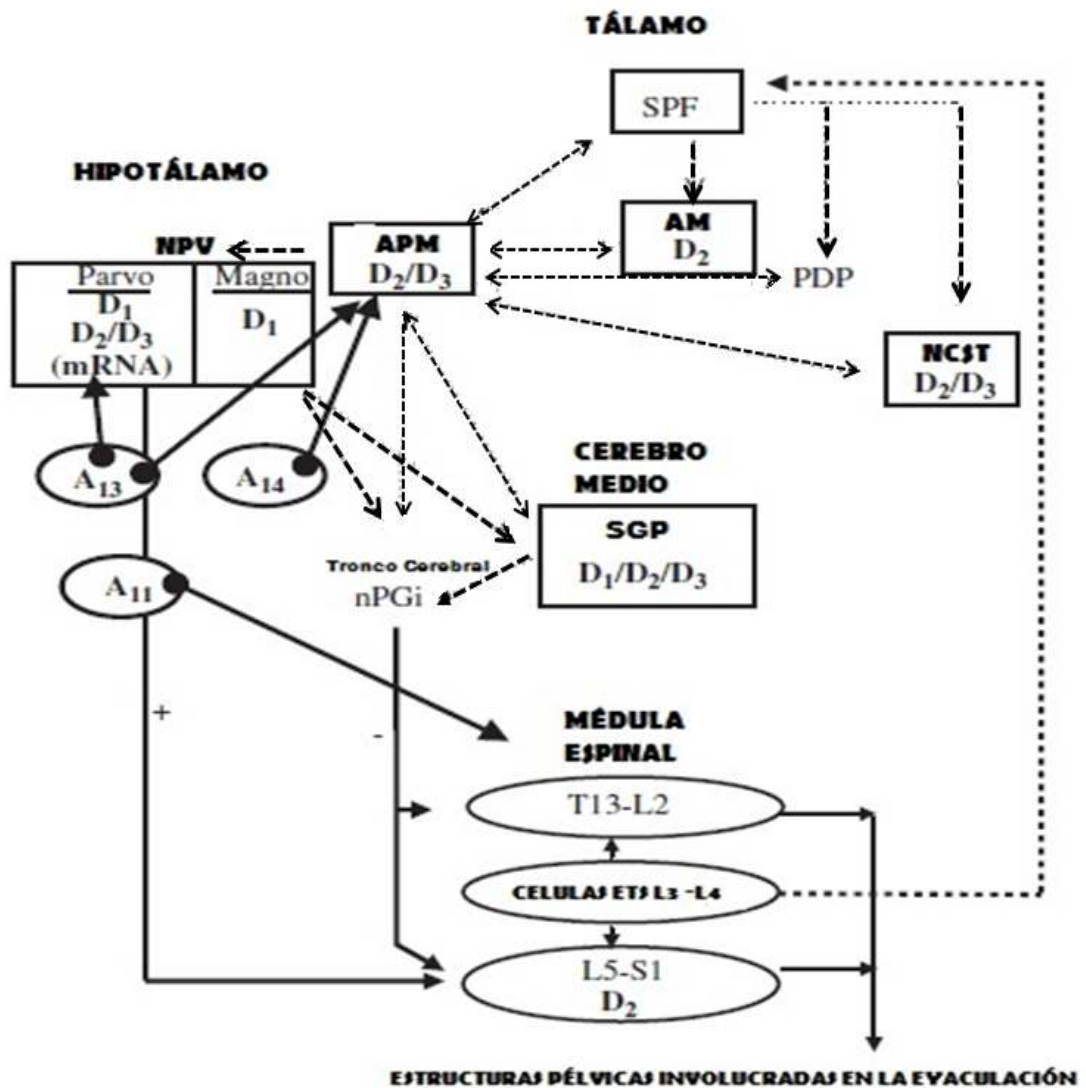 TÁLAMO
SPF
HIPOTÁLAMO
NPV
APM
D2/D3
AM
D2
PDP
Parvo
D1
D2/D3
(mRNA)
Magno
D1
NCST
D2/D3
A13
A14
CEREBRO
MEDIO
SGP
D1/D2/D3
Tronco Cerebral
nPGi
A11
+
-
MÉDULA
ESPINAL
T13-L2
CELULAS ETS L3 -L4
L5-S1
D2
ESTRUCTURAS PÉLVICAS INVOLUCRADAS EN LA EYACULACIÓN